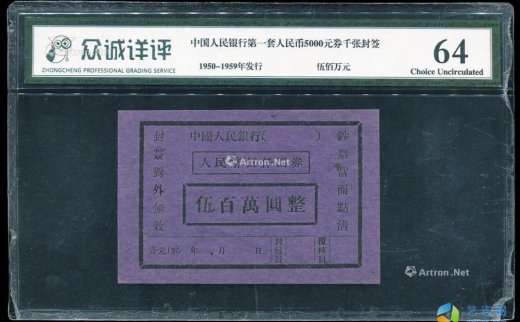 众诚评评
ZHONGCHENG PROFESSIONAL GRADING SERVICE
中国人民银行第一套人民币5000元券千张封签
1950-1959年发行
伍佰万元
64
Choice Uncirculated
封簽對外無效
中國人民銀行( )
鈔票當面點清
人民
券
Artron.Net
伍百萬圓整
公元195 年 月 日
封包員
覆核員
Artron.Net